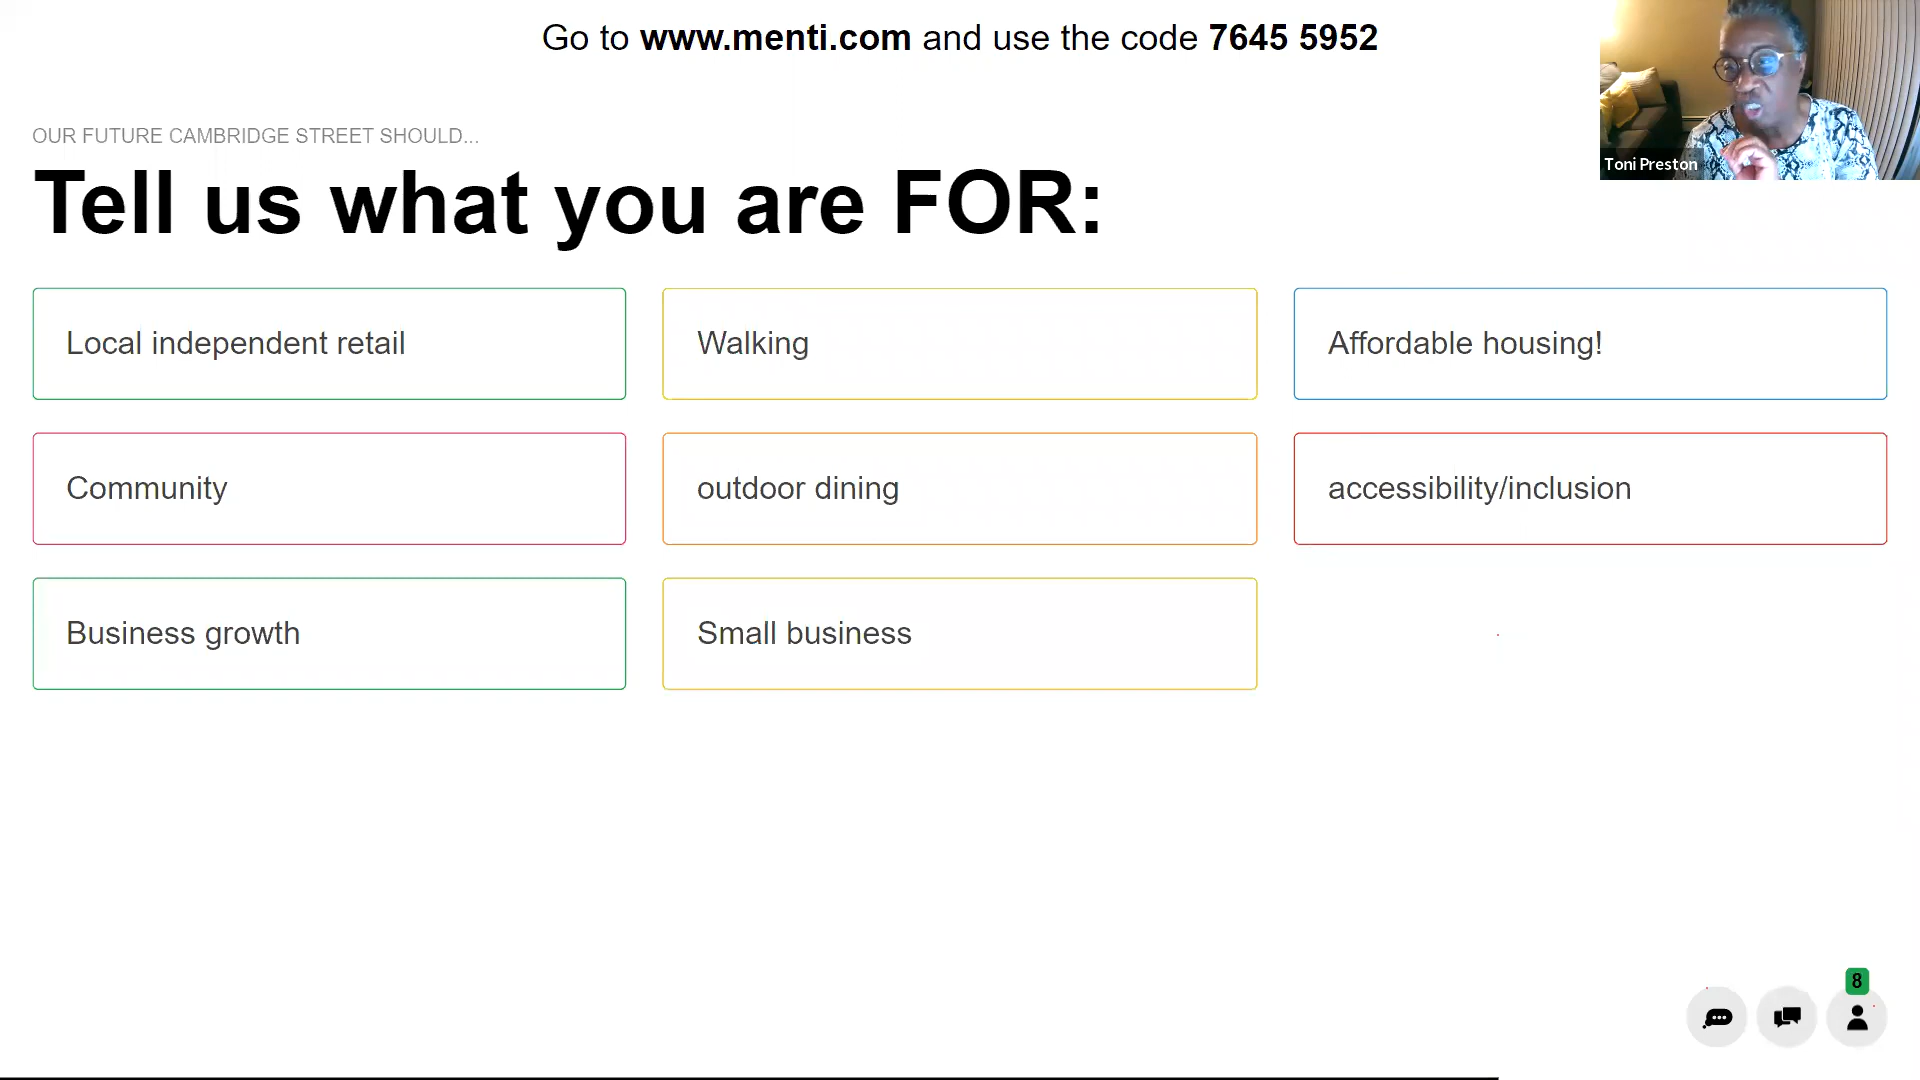 Go to www.menti.com and use the code 7645 5952
Toni Preston
OUR FUTURE CAMBRIDGE STREET SHOULD...
Tell us what you are FOR:
Local independent retail
Walking
Affordable housing!
Community
outdoor dining
accessibility/inclusion
Business growth
Small business
8